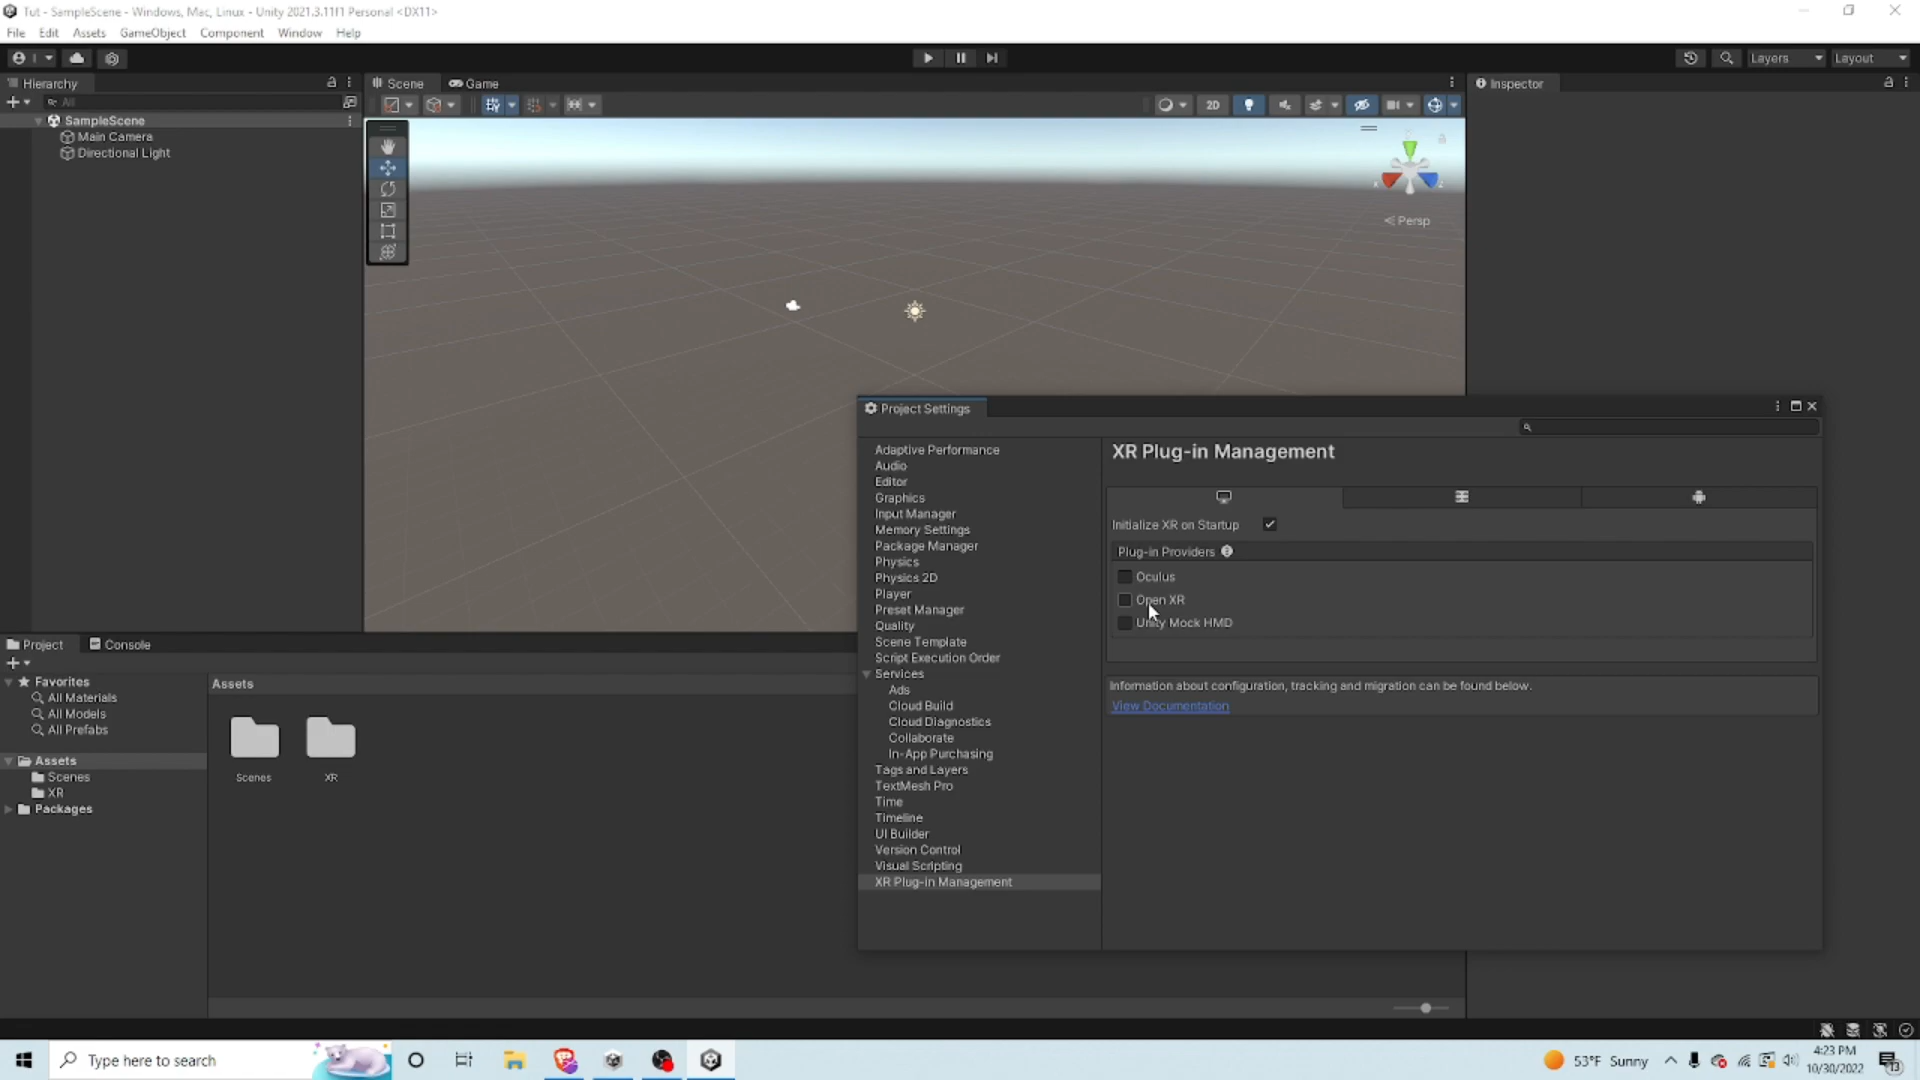 Tut - SampleScene - Windows, Mac, Linux - Unity 2021.3.11f1 Personal <DX11>
File Edit Assets GameObject Component Window Help
Layers Layout
Hierarchy
All
SampleScene
Main Camera
Directional Light
Scene Game
2D
Persp
Inspector
Project Settings
Adaptive Performance
Audio
Editor
Graphics
Input Manager
Memory Settings
Package Manager
Physics
Physics 2D
Player
Preset Manager
Quality
Scene Template
Script Execution Order
Services
Ads
Cloud Build
Cloud Diagnostics
Collaborate
In-App Purchasing
Tags and Layers
TextMesh Pro
Time
Timeline
UI Builder
Version Control
Visual Scripting
XR Plug-in Management
XR Plug-in Management
Initialize XR on Startup
Plug-in Providers
Oculus
Open XR
Unity Mock HMD
Information about configuration, tracking and migration can be found below.
View Documentation
Project Console
Favorites
All Materials
All Models
All Prefabs
Assets
Scenes
XR
Packages
Assets
Scenes XR
Type here to search
53°F Sunny
4:23 PM
10/30/2022
13